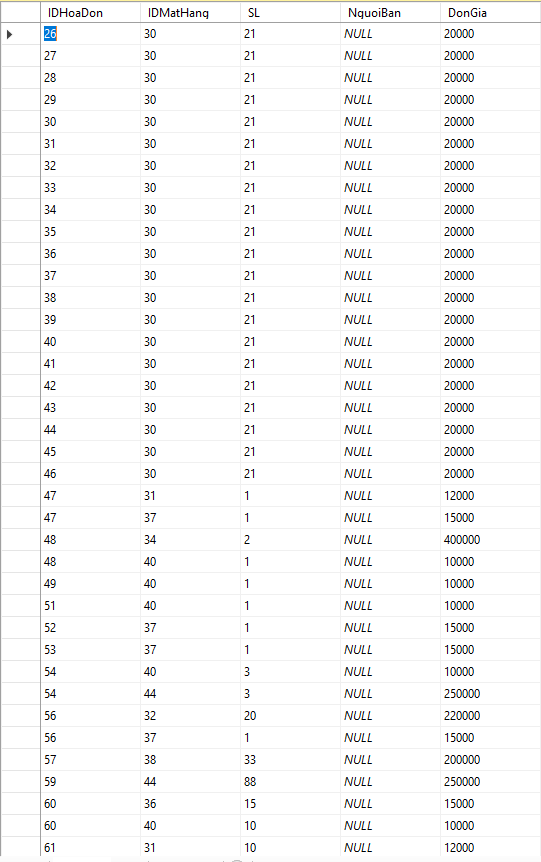 IDHoaDon IDMatHang SL NguoiBan DonGia
26 30 21 NULL 20000
27 30 21 NULL 20000
28 30 21 NULL 20000
29 30 21 NULL 20000
30 30 21 NULL 20000
31 30 21 NULL 20000
32 30 21 NULL 20000
33 30 21 NULL 20000
34 30 21 NULL 20000
35 30 21 NULL 20000
36 30 21 NULL 20000
37 30 21 NULL 20000
38 30 21 NULL 20000
39 30 21 NULL 20000
40 30 21 NULL 20000
41 30 21 NULL 20000
42 30 21 NULL 20000
43 30 21 NULL 20000
44 30 21 NULL 20000
45 30 21 NULL 20000
46 30 21 NULL 20000
47 31 1 NULL 12000
47 37 1 NULL 15000
48 34 2 NULL 400000
48 40 1 NULL 10000
49 40 1 NULL 10000
51 40 1 NULL 10000
52 37 1 NULL 15000
53 37 1 NULL 15000
54 40 3 NULL 10000
54 44 3 NULL 250000
56 32 20 NULL 220000
56 37 1 NULL 15000
57 38 33 NULL 200000
59 44 88 NULL 250000
60 36 15 NULL 15000
60 40 10 NULL 10000
61 31 10 NULL 12000